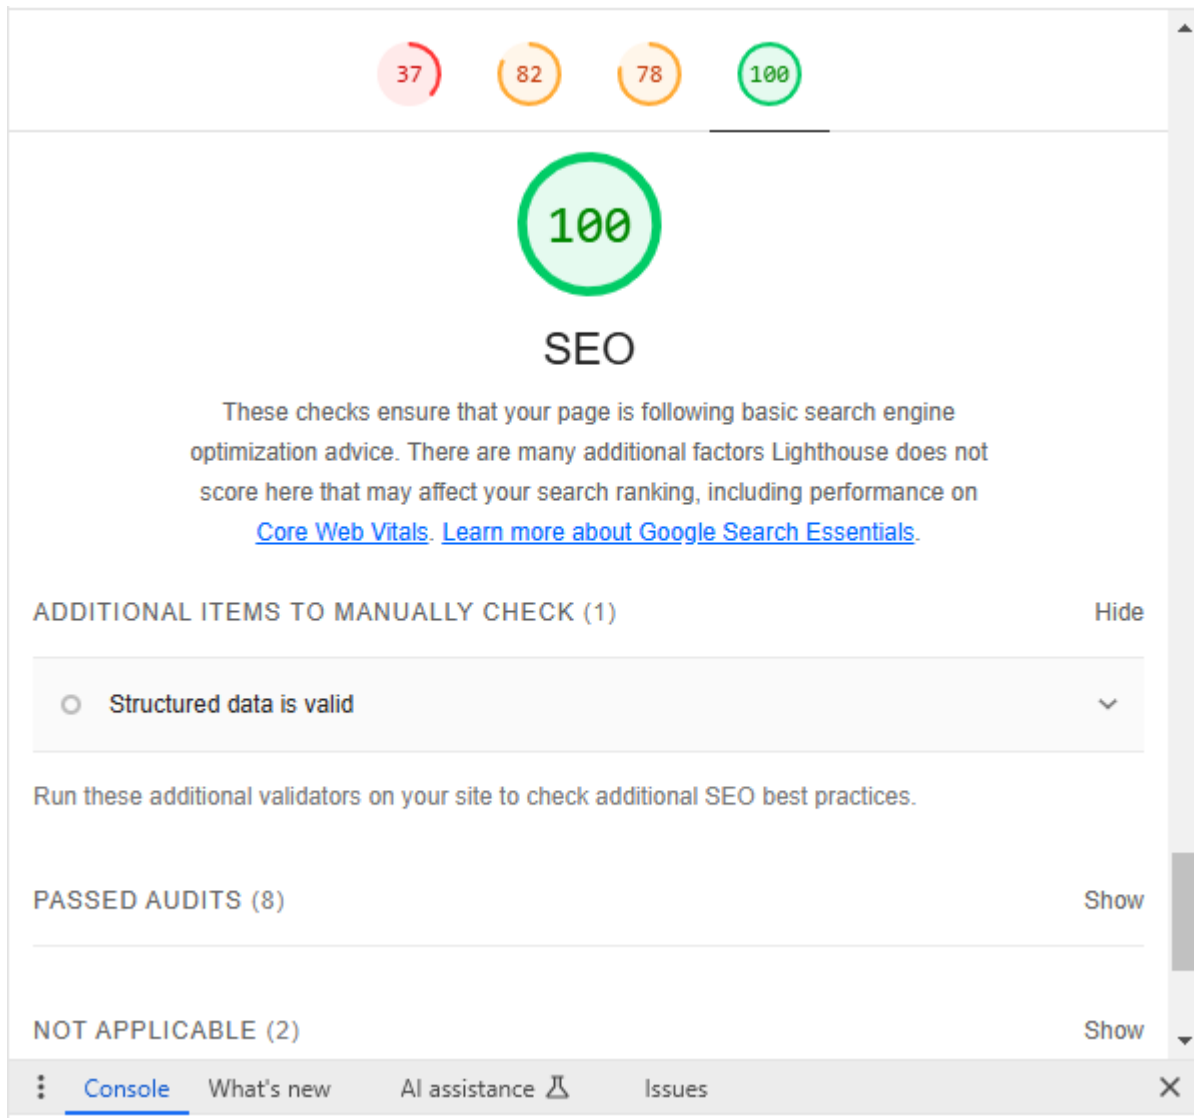 37 82 78 100
100
SEO
These checks ensure that your page is following basic search engine
optimization advice. There are many additional factors Lighthouse does not
score here that may affect your search ranking, including performance on
Core Web Vitals. Learn more about Google Search Essentials.
ADDITIONAL ITEMS TO MANUALLY CHECK (1) Hide
Structured data is valid
Run these additional validators on your site to check additional SEO best practices.
PASSED AUDITS (8) Show
NOT APPLICABLE (2) Show
Console What's new AI assistance Issues